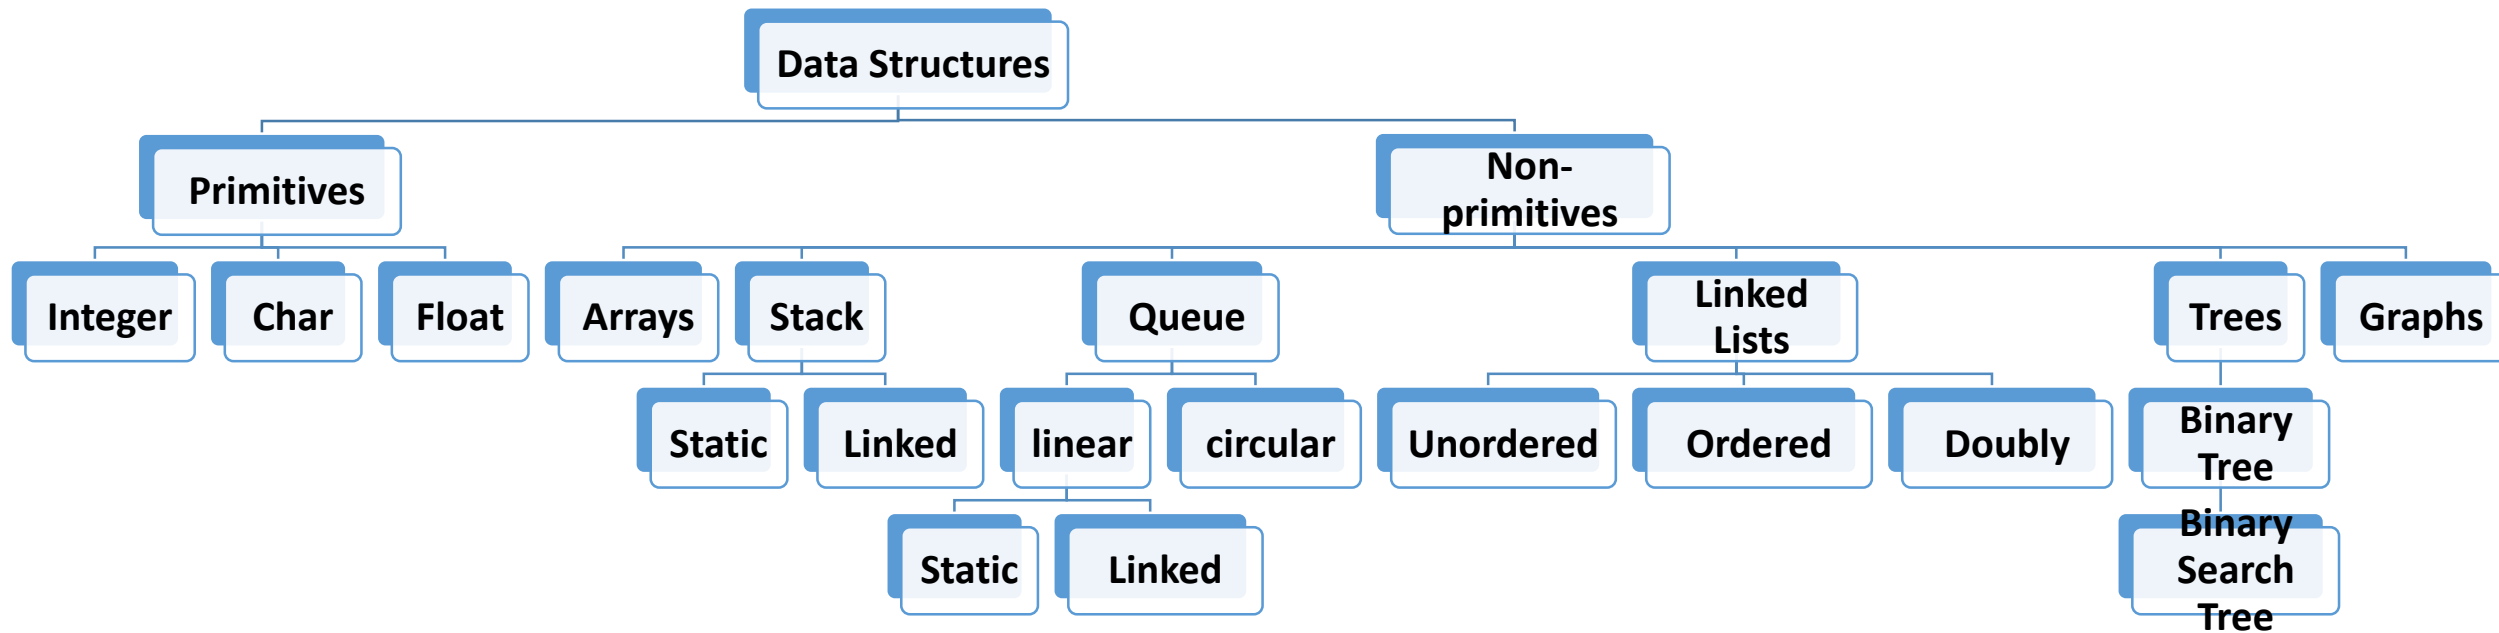 Data Structures
Primitives
Non-
primitives
Integer
Char
Float
Arrays
Stack
Queue
Linked
Lists
Trees
Graphs
Static
Linked
linear
circular
Unordered
Ordered
Doubly
Binary
Tree
Static
Linked
Binary
Search
Tree